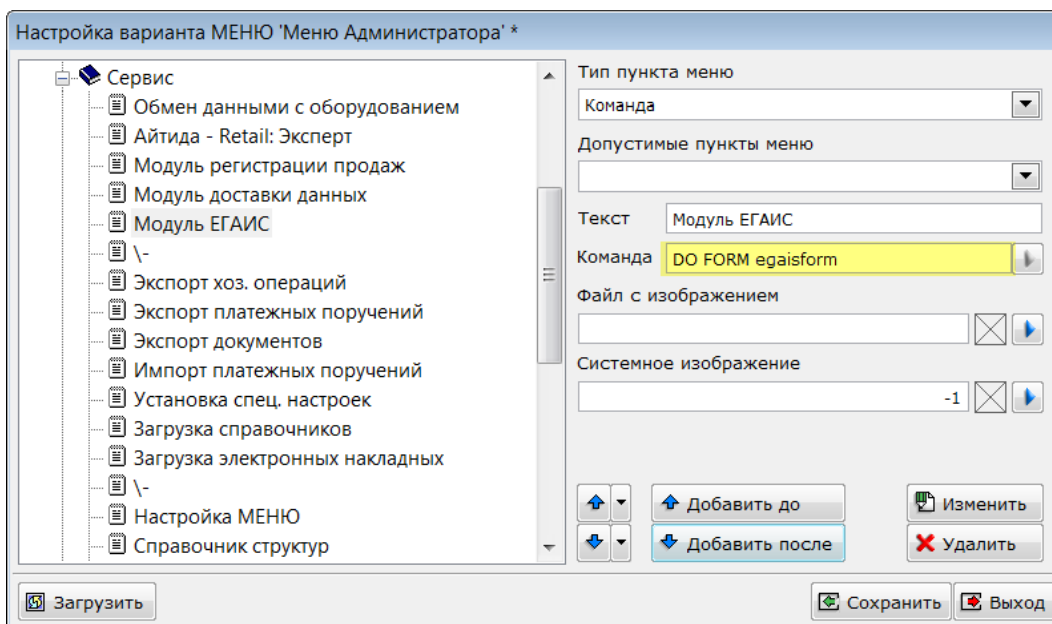 Настройка варианта МЕНЮ 'Меню Администратора' *
Сервис
Обмен данными с оборудованием
Айтида - Retail: Эксперт
Модуль регистрации продаж
Модуль доставки данных
Модуль ЕГАИС
\-
Экспорт хоз. операций
Экспорт платежных поручений
Экспорт документов
Импорт платежных поручений
Установка спец. настроек
Загрузка справочников
Загрузка электронных накладных
\-
Настройка МЕНЮ
Справочник структур
Тип пункта меню
Команда
Допустимые пункты меню
Текст Модуль ЕГАИС
Команда DO FORM egaisform
Файл с изображением
Системное изображение
-1
Добавить до Изменить
Добавить после Удалить
Загрузить Сохранить Выход